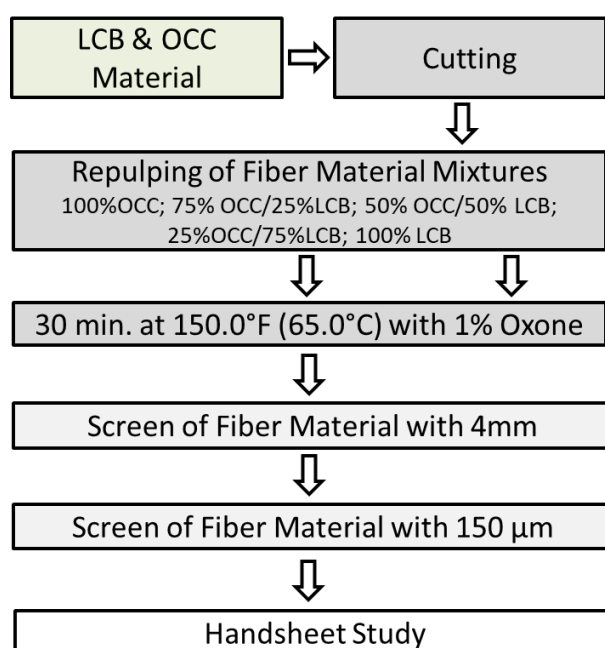 LCB & OCC
Material
Cutting
Repulping of Fiber Material Mixtures
100%OCC; 75% OCC/25%LCB; 50% OCC/50% LCB;
25%OCC/75%LCB; 100% LCB
30 min. at 150.0°F (65.0°C) with 1% Oxone
Screen of Fiber Material with 4mm
Screen of Fiber Material with 150 µm
Handsheet Study